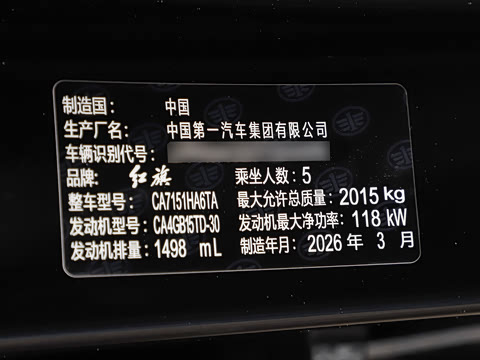 制造国： 中国
生产厂名： 中国第一汽车集团有限公司
车辆识别代号：
品牌： 红旗 乘坐人数：5
整车型号： CA7151HA6TA 最大允许总质量：2015 kg
发动机型号：CA4GB15TD-30 发动机最大净功率：118 kW
发动机排量：1498 mL 制造年月：2026 年 3 月